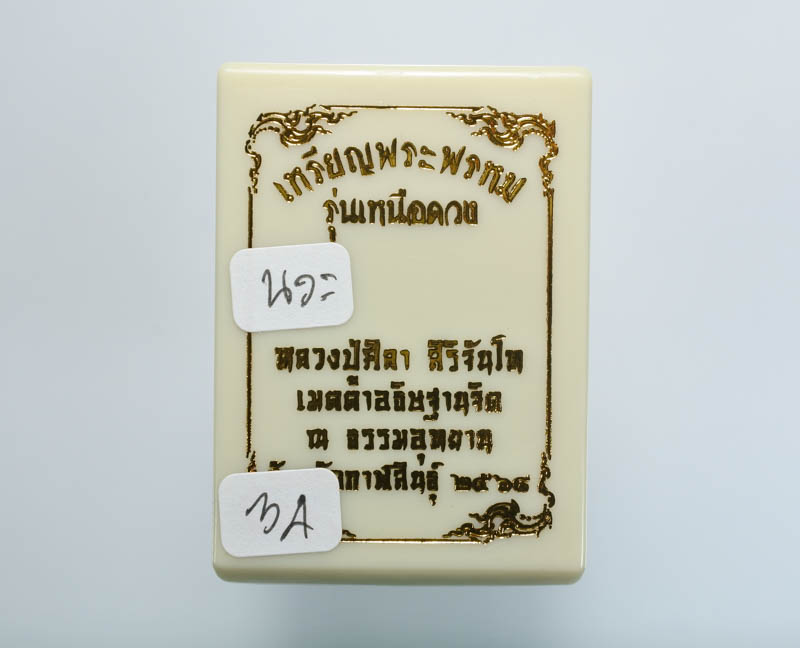 เหรียญพระพรหม
รุ่นเหนือดวง
นวะ
หลวงปู่ศิลา สิริจันโท
เมตตาอธิษฐานจิต
ณ ธรรมอุทยาน
กาฬสินธุ์ ๒๕๖๘